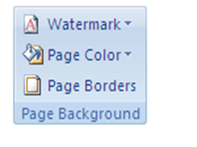 Watermark
Page Color
Page Borders
Page Background